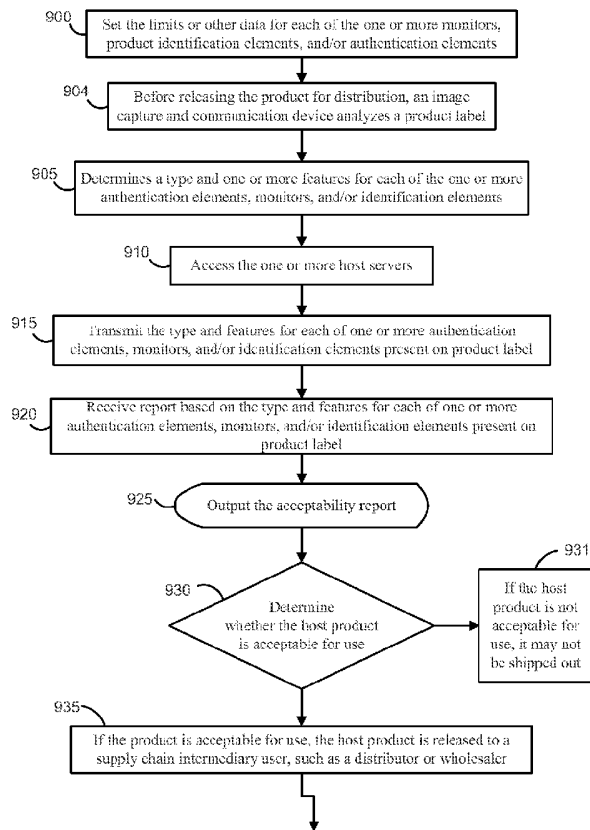 900
Set the limits or other data for each of the one or more monitors,
product identification elements, and/or authentication elements
904
Before releasing the product for distribution, an image
capture and communication device analyzes a product label
905
Determines a type and one or more features for each of the one or more
authentication elements, monitors, and/or identification elements
910
Access the one or more host servers
915
Transmit the type and features for each of one or more authentication
elements, monitors, and/or identification elements present on product label
920
Receive report based on the type and features for each of one or more
authentication elements, monitors, and/or identification elements present on
product label
925
Output the acceptability report
930
Determine
whether the host product
is acceptable for use
931
If the host
product is not
acceptable for
use, it may not
be shipped out
935
If the product is acceptable for use, the host product is released to a
supply chain intermediary user, such as a distributor or wholesaler